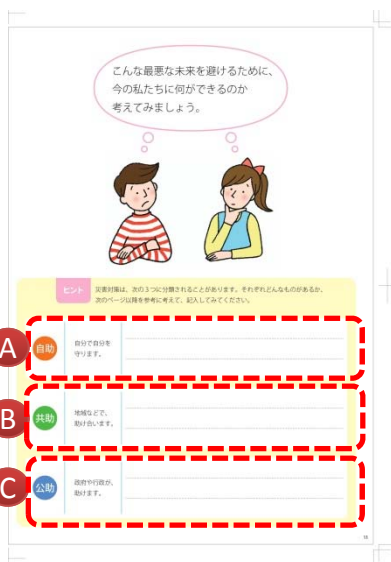 こんな最悪な未来を避けるために、
今の私たちに何ができるのか
考えてみましょう。
ヒント
災害対策は、次の3つに分類されることがあります。それぞれどんなものがあるか、
次のページ以降を参考に考えて、記入してみてください。
A
自助
自分で自分を
守ります。
B
共助
地域などで、
助け合います。
C
公助
政府や行政が、
助けます。